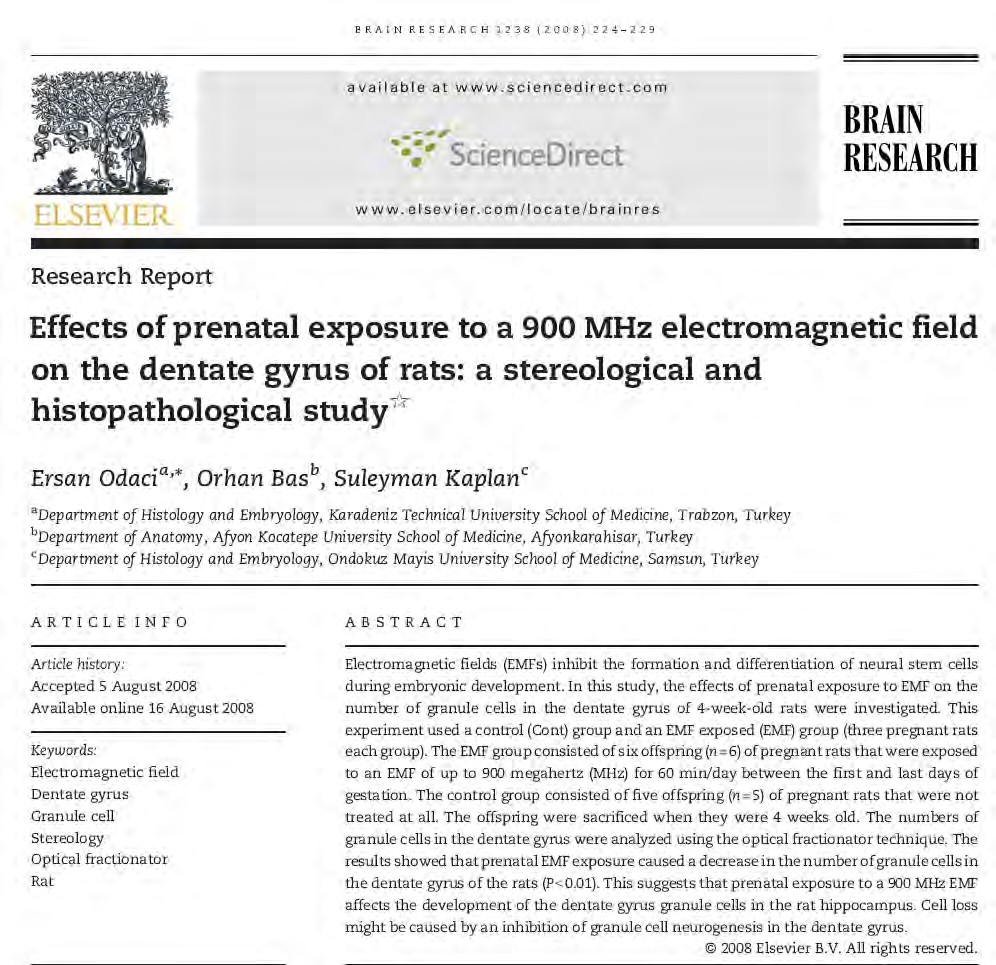 BRAIN RESEARCH 1238 (2008) 224–229
available at www.sciencedirect.com
ScienceDirect
www.elsevier.com/locate/brainres
ELSEVIER
BRAIN
RESEARCH
Research Report
Effects of prenatal exposure to a 900 MHz electromagnetic field
on the dentate gyrus of rats: a stereological and
histopathological study☆
Ersan Odaci a,*, Orhan Bas b, Suleyman Kaplan c
a Department of Histology and Embryology, Karadeniz Technical University School of Medicine, Trabzon, Turkey
b Department of Anatomy, Afyon Kocatepe University School of Medicine, Afyonkarahisar, Turkey
c Department of Histology and Embryology, Ondokuz Mayis University School of Medicine, Samsun, Turkey
ARTICLE INFO
Article history:
Accepted 5 August 2008
Available online 16 August 2008
Keywords:
Electromagnetic field
Dentate gyrus
Granule cell
Stereology
Optical fractionator
Rat
ABSTRACT
Electromagnetic fields (EMFs) inhibit the formation and differentiation of neural stem cells
during embryonic development. In this study, the effects of prenatal exposure to EMF on the
number of granule cells in the dentate gyrus of 4-week-old rats were investigated. This
experiment used a control (Cont) group and an EMF exposed (EMF) group (three pregnant rats
each group). The EMF group consisted of six offspring (n=6) of pregnant rats that were exposed
to an EMF of up to 900 megahertz (MHz) for 60 min/day between the first and last days of
gestation. The control group consisted of five offspring (n=5) of pregnant rats that were not
treated at all. The offspring were sacrificed when they were 4 weeks old. The numbers of
granule cells in the dentate gyrus were analyzed using the optical fractionator technique. The
results showed that prenatal EMF exposure caused a decrease in the number of granule cells in
the dentate gyrus of the rats (P<0.01). This suggests that prenatal exposure to a 900 MHz EMF
affects the development of the dentate gyrus granule cells in the rat hippocampus. Cell loss
might be caused by an inhibition of granule cell neurogenesis in the dentate gyrus.
© 2008 Elsevier B.V. All rights reserved.